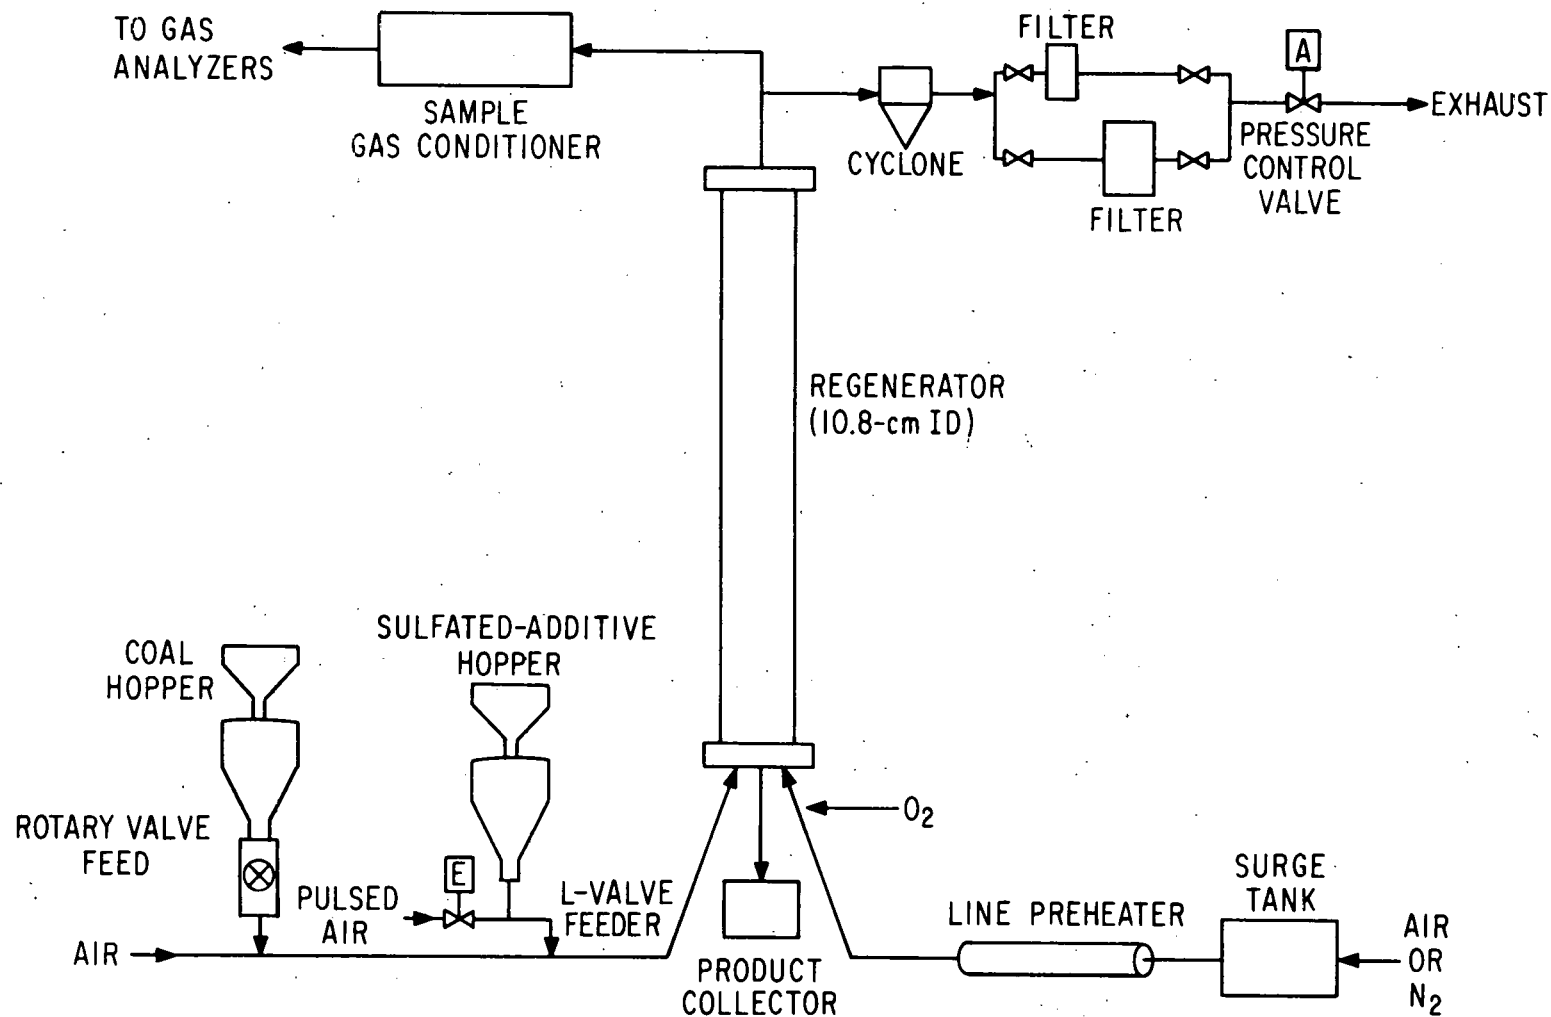 TO GAS
ANALYZERS
SAMPLE
GAS CONDITIONER
FILTER
A
EXHAUST
CYCLONE
PRESSURE
CONTROL
VALVE
FILTER
REGENERATOR
(10.8-cm ID)
COAL
HOPPER
SULFATED-ADDITIVE
HOPPER
ROTARY VALVE
FEED
E
PULSED
AIR
L-VALVE
FEEDER
AIR
O2
PRODUCT
COLLECTOR
LINE PREHEATER
SURGE
TANK
AIR
OR
N2